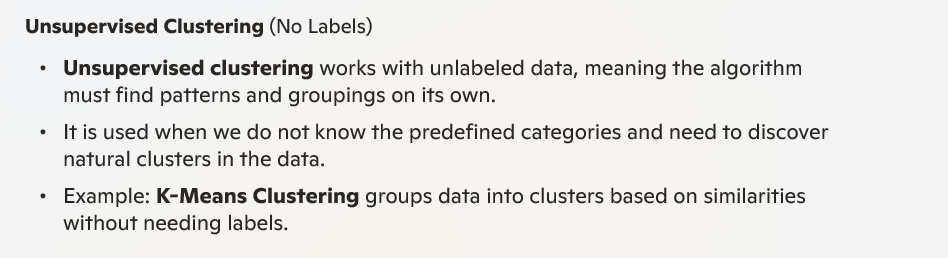 Unsupervised Clustering (No Labels)
• Unsupervised clustering works with unlabeled data, meaning the algorithm
must find patterns and groupings on its own.
• It is used when we do not know the predefined categories and need to discover
natural clusters in the data.
• Example: K-Means Clustering groups data into clusters based on similarities
without needing labels.